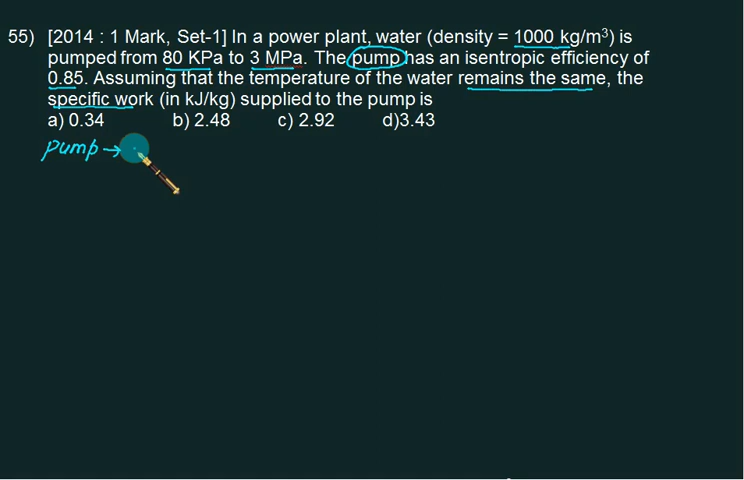 55) [2014 : 1 Mark, Set-1] In a power plant, water (density = 1000 kg/m³) is
pumped from 80 KPa to 3 MPa. The pump has an isentropic efficiency of
0.85. Assuming that the temperature of the water remains the same, the
specific work (in kJ/kg) supplied to the pump is
a) 0.34 b) 2.48 c) 2.92 d)3.43
pump →